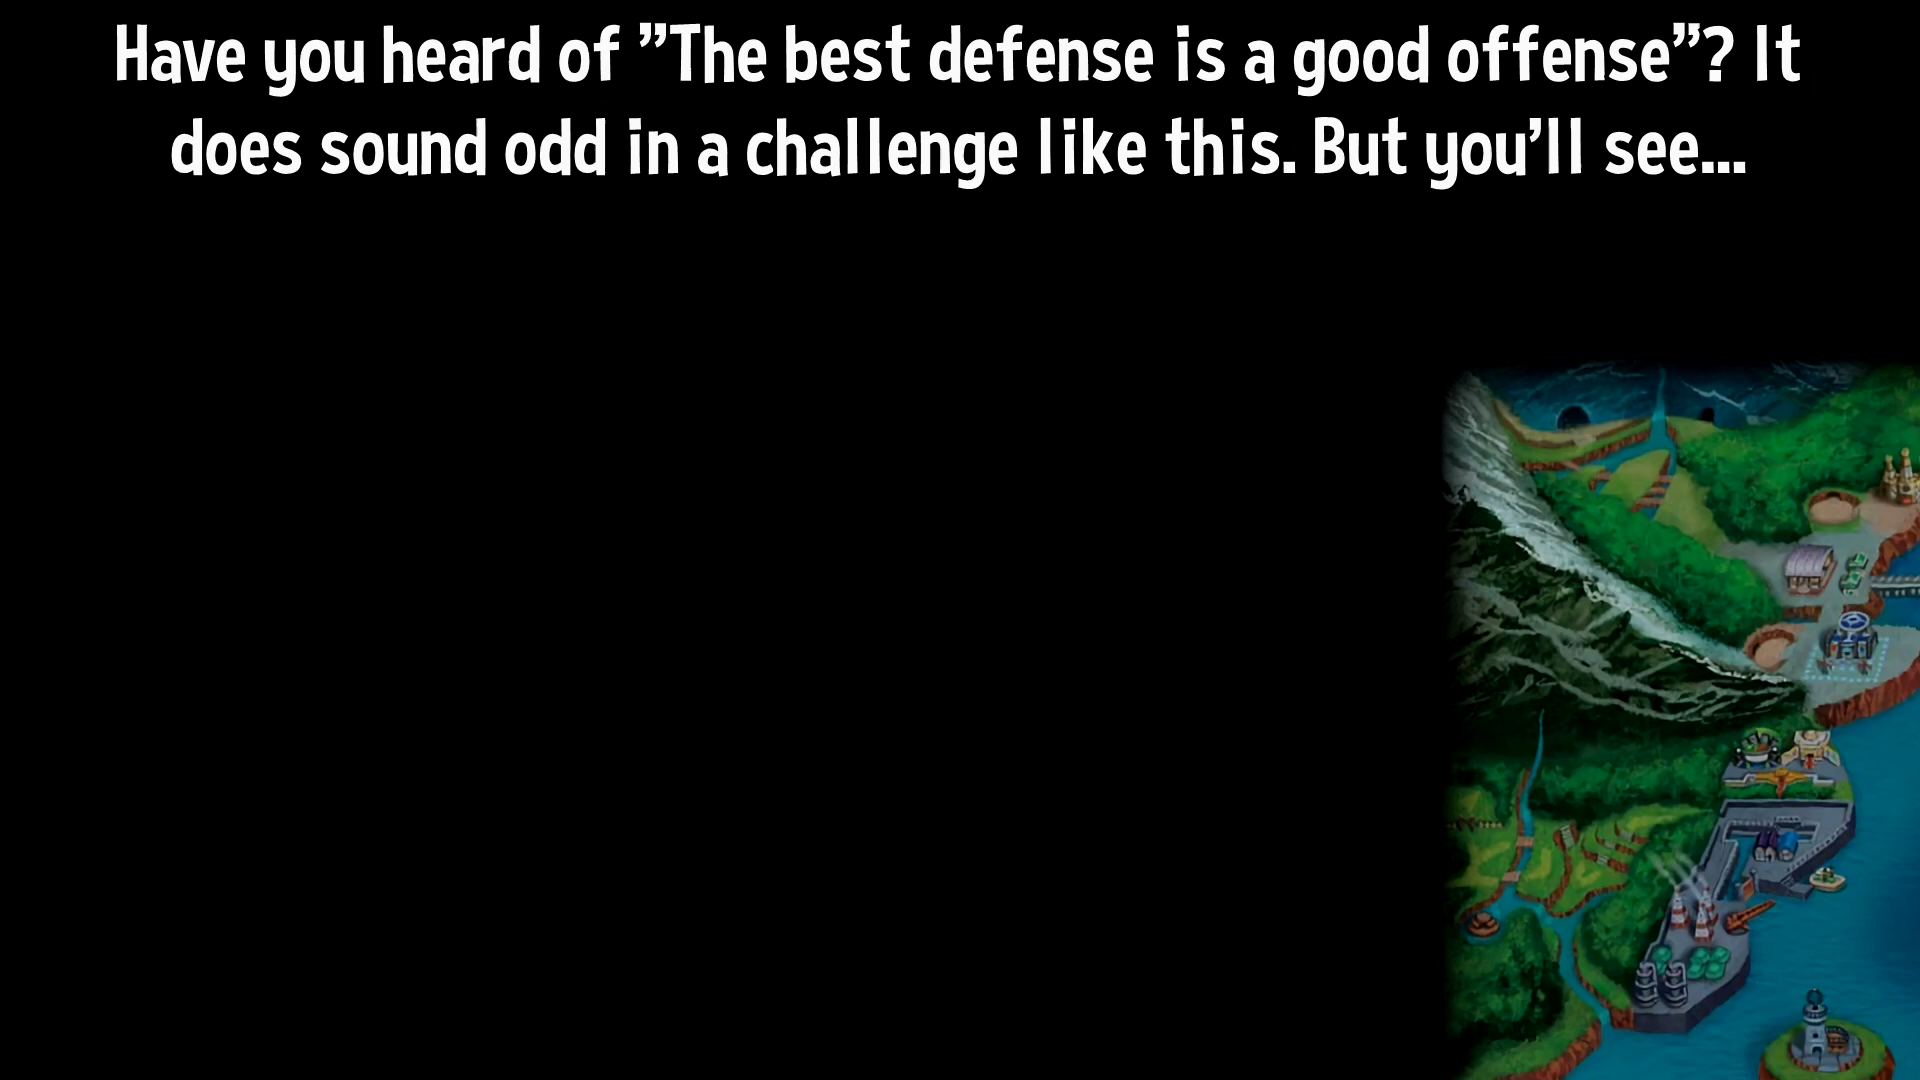 Have you heard of ”The best defense is a good offense”? It
does sound odd in a challenge like this. But you’ll see...